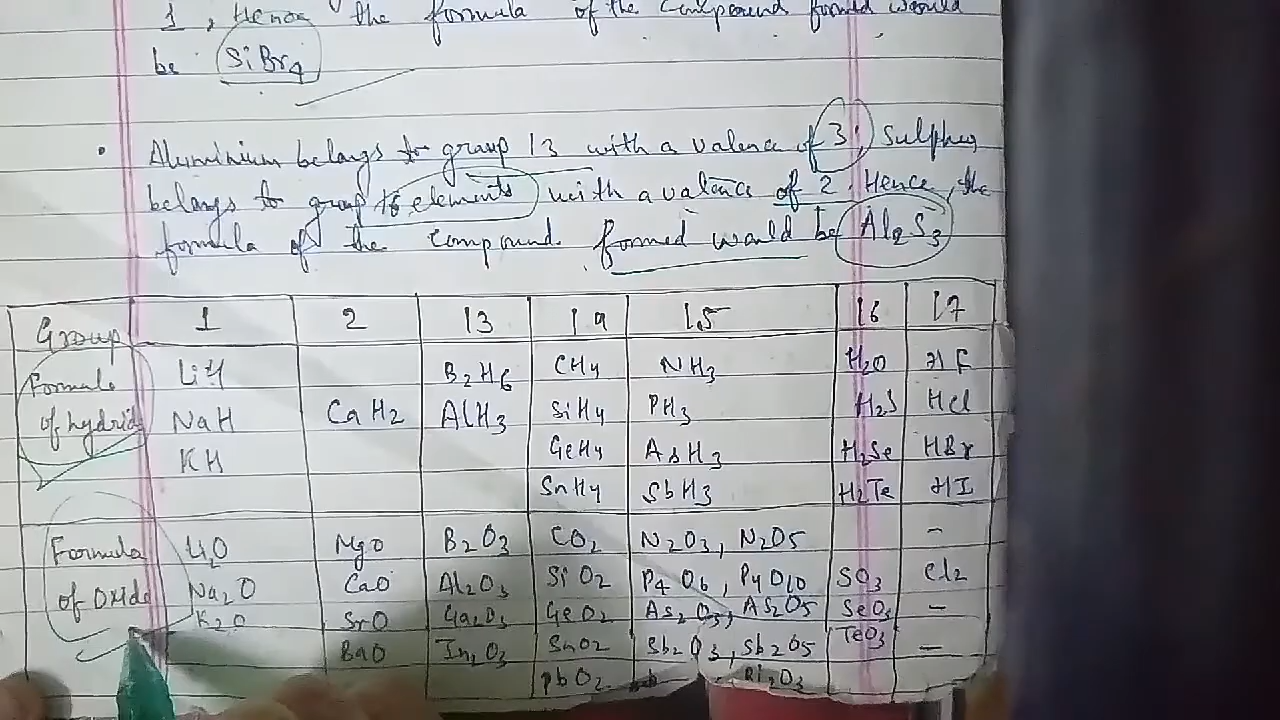 1, Hence the formula of the compound formed would
be SiBr4
• Aluminium belongs to group 13 with a valence of 3; Sulphur
belongs to group 16 elements with a valence of 2. Hence, the
formula of the compound formed would be Al2S3
Group 1 2 13 14 15 16 17
Formula of hydride LiH B2H6 CH4 NH3 H2O HF
NaH CaH2 AlH3 SiH4 PH3 H2S HCl
KH GeH4 AsH3 H2Se HBr
SnH4 SbH3 H2Te HI
Formula of Oxide Li2O MgO B2O3 CO2 N2O3, N2O5 -
Na2O CaO Al2O3 SiO2 P4O6, P4O10 SO3 Cl2
K2O SrO Ga2O3 GeO2 As2O3, As2O5 SeO3 -
BaO In2O3 SnO2 Sb2O3, Sb2O5 TeO3 -
PbO2 Bi2O3